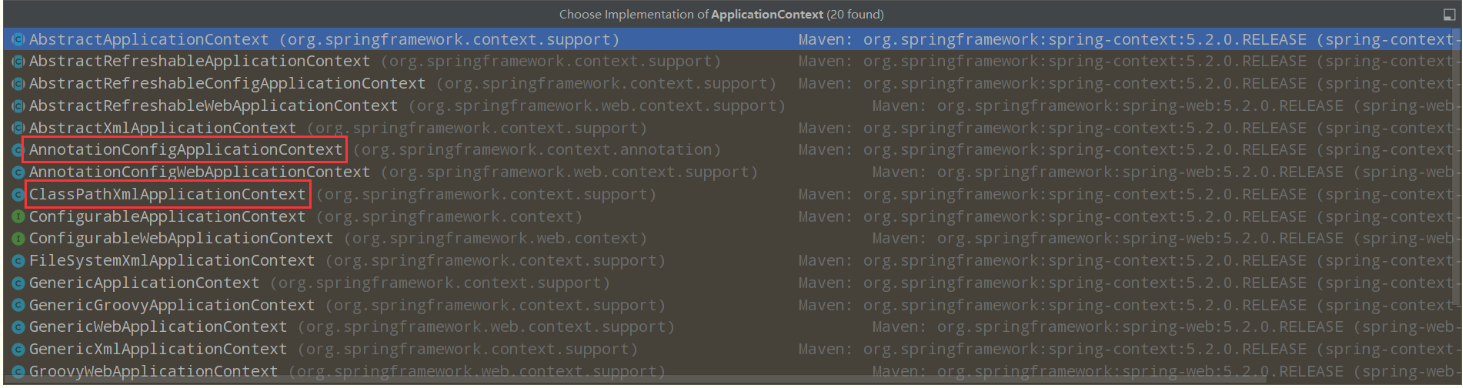 Choose Implementation of ApplicationContext (20 found)
AbstractApplicationContext (org.springframework.context.support) Maven: org.springframework:spring-context:5.2.0.RELEASE (spring-context-
AbstractRefreshableApplicationContext (org.springframework.context.support) Maven: org.springframework:spring-context:5.2.0.RELEASE (spring-context-
AbstractRefreshableConfigApplicationContext (org.springframework.context.support) Maven: org.springframework:spring-context:5.2.0.RELEASE (spring-context-
AbstractRefreshableWebApplicationContext (org.springframework.web.context.support) Maven: org.springframework:spring-web:5.2.0.RELEASE (spring-web-
AbstractXmlApplicationContext (org.springframework.context.support) Maven: org.springframework:spring-context:5.2.0.RELEASE (spring-context-
AnnotationConfigApplicationContext (org.springframework.context.annotation) Maven: org.springframework:spring-context:5.2.0.RELEASE (spring-context-
AnnotationConfigWebApplicationContext (org.springframework.web.context.support) Maven: org.springframework:spring-web:5.2.0.RELEASE (spring-web-
ClassPathXmlApplicationContext (org.springframework.context.support) Maven: org.springframework:spring-context:5.2.0.RELEASE (spring-context-
ConfigurableApplicationContext (org.springframework.context) Maven: org.springframework:spring-context:5.2.0.RELEASE (spring-context-
ConfigurableWebApplicationContext (org.springframework.web.context) Maven: org.springframework:spring-web:5.2.0.RELEASE (spring-web-
FileSystemXmlApplicationContext (org.springframework.context.support) Maven: org.springframework:spring-context:5.2.0.RELEASE (spring-context-
GenericApplicationContext (org.springframework.context.support) Maven: org.springframework:spring-context:5.2.0.RELEASE (spring-context-
GenericGroovyApplicationContext (org.springframework.context.support) Maven: org.springframework:spring-context:5.2.0.RELEASE (spring-context-
GenericWebApplicationContext (org.springframework.web.context.support) Maven: org.springframework:spring-web:5.2.0.RELEASE (spring-web-
GenericXmlApplicationContext (org.springframework.context.support) Maven: org.springframework:spring-context:5.2.0.RELEASE (spring-context-
GroovyWebApplicationContext (org.springframework.web.context.support) Maven: org.springframework:spring-web:5.2.0.RELEASE (spring-web-